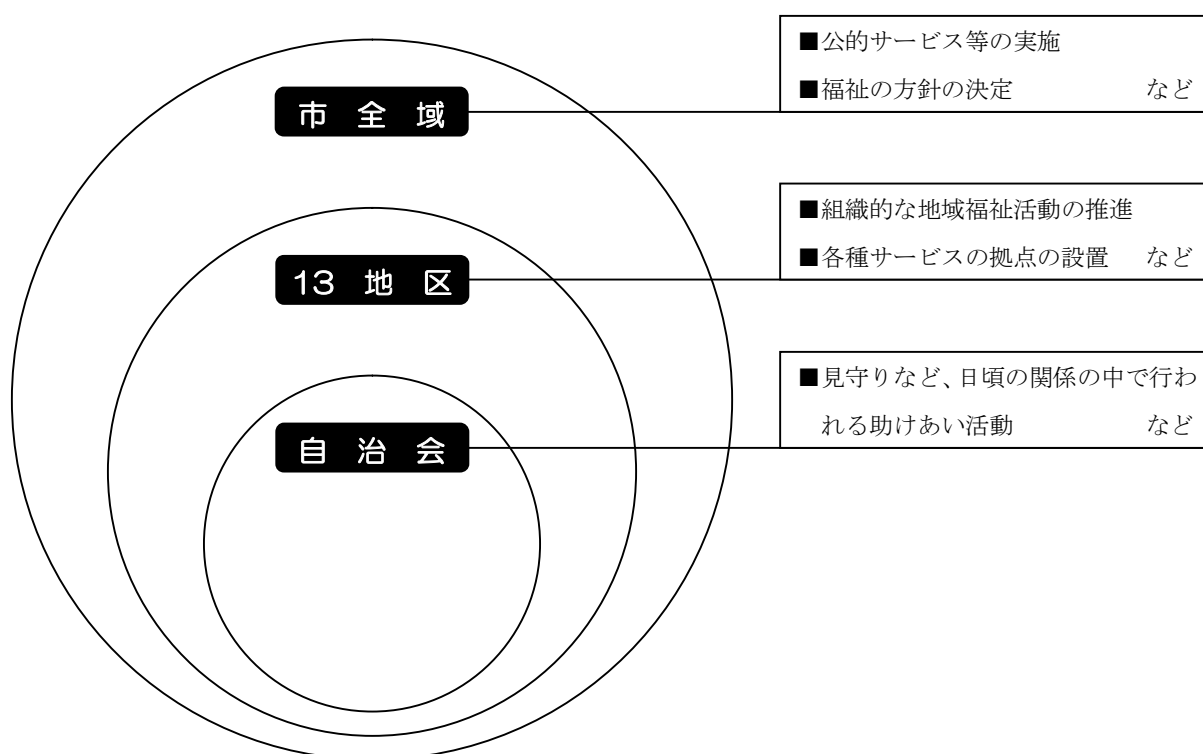 市全域
■公的サービス等の実施
■福祉の方針の決定 など
13地区
■組織的な地域福祉活動の推進
■各種サービスの拠点の設置 など
自治会
■見守りなど、日頃の関係の中で行わ
れる助けあい活動 など